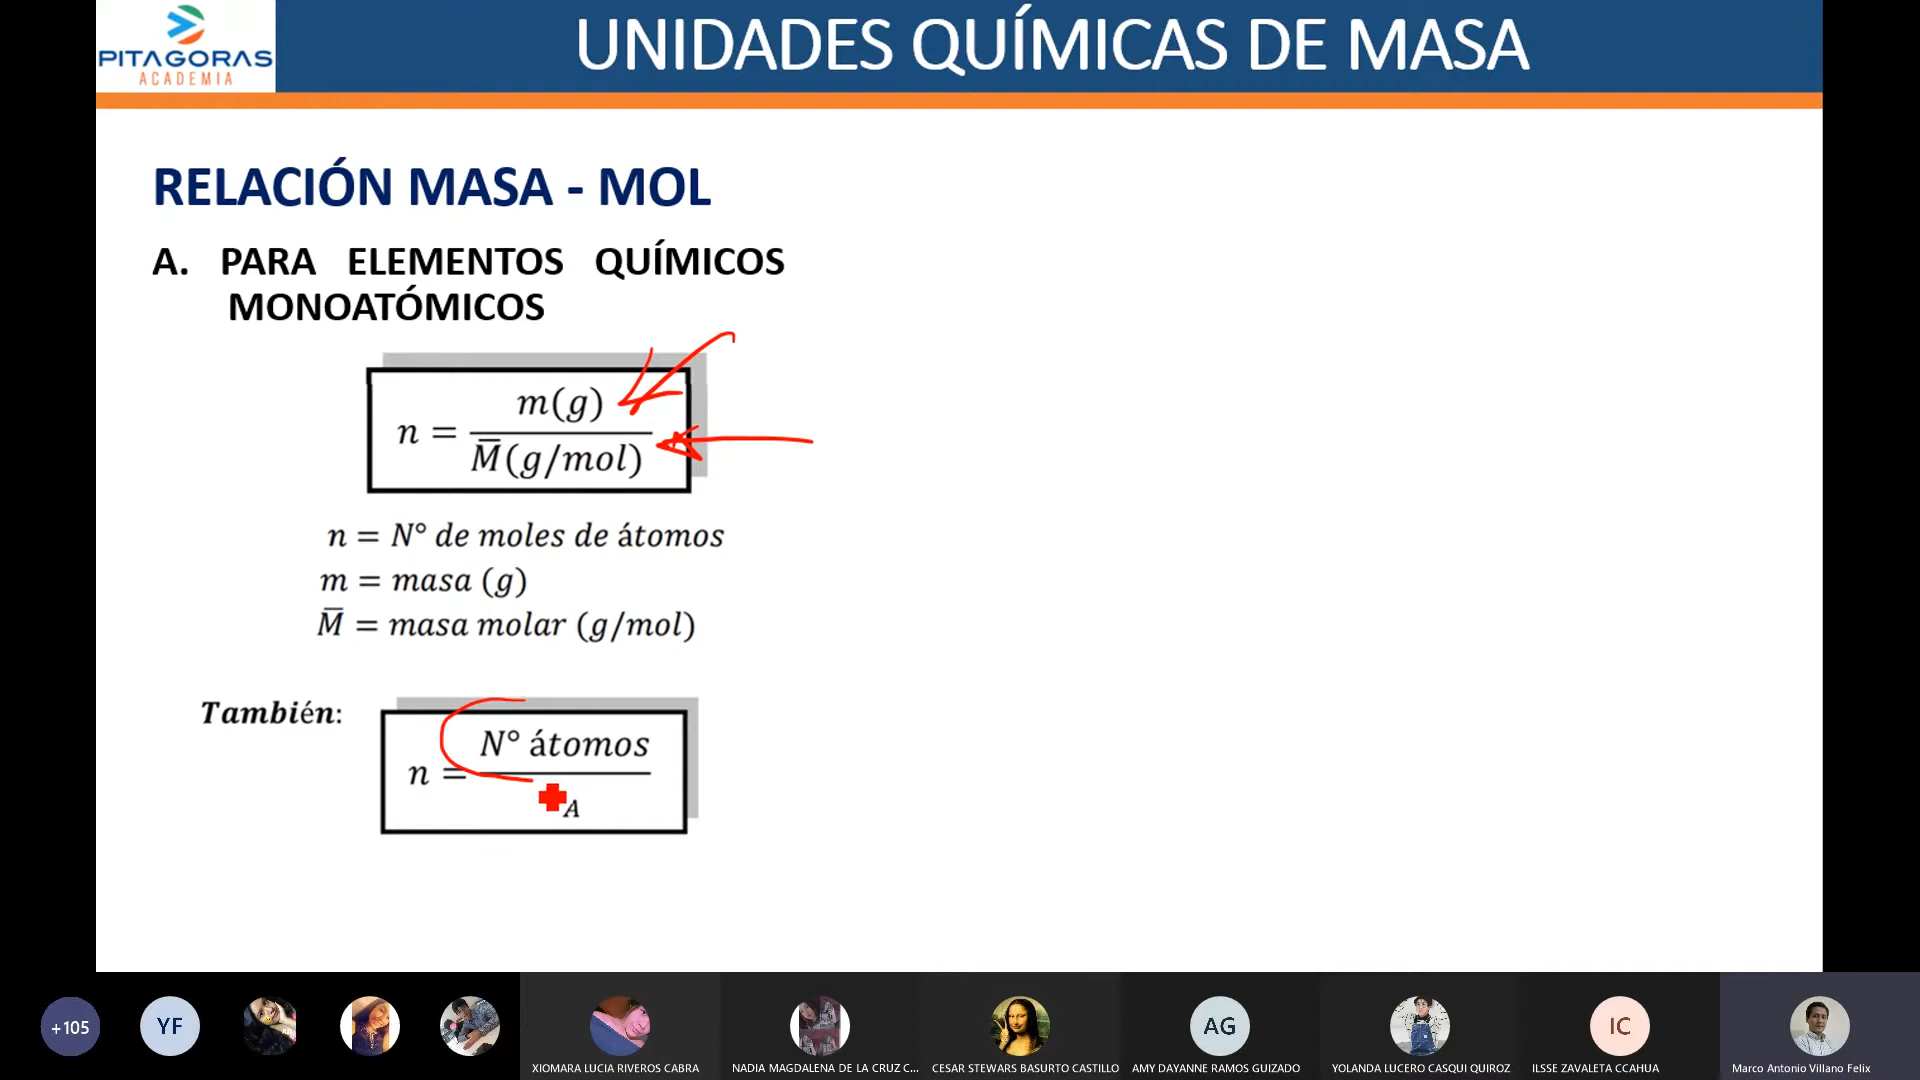 PITAGORAS
ACADEMIA
UNIDADES QUÍMICAS DE MASA
RELACIÓN MASA - MOL
A. PARA ELEMENTOS QUÍMICOS
MONOATÓMICOS
n = m(g) / M̅(g/mol)
n = N° de moles de átomos
m = masa (g)
M̅ = masa molar (g/mol)
También:
n = N° átomos / A
+105
YF
AG
IC
XIOMARA LUCIA RIVEROS CABRA
NADIA MAGDALENA DE LA CRUZ C...
CESAR STEWARS BASURTO CASTILLO
AMY DAYANNE RAMOS GUIZADO
YOLANDA LUCERO CASQUI QUIROZ
ILSSE ZAVALETA CCAHUA
Marco Antonio Villano Felix